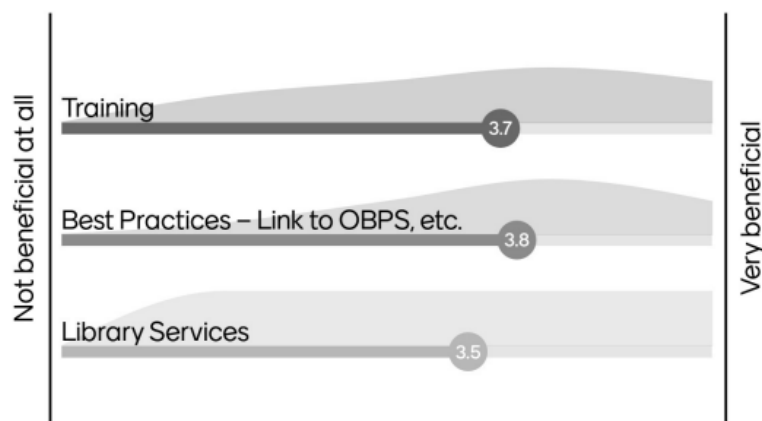 Not beneficial at all
Training
3.7
Best Practices – Link to OBPS, etc.
3.8
Library Services
3.5
Very beneficial